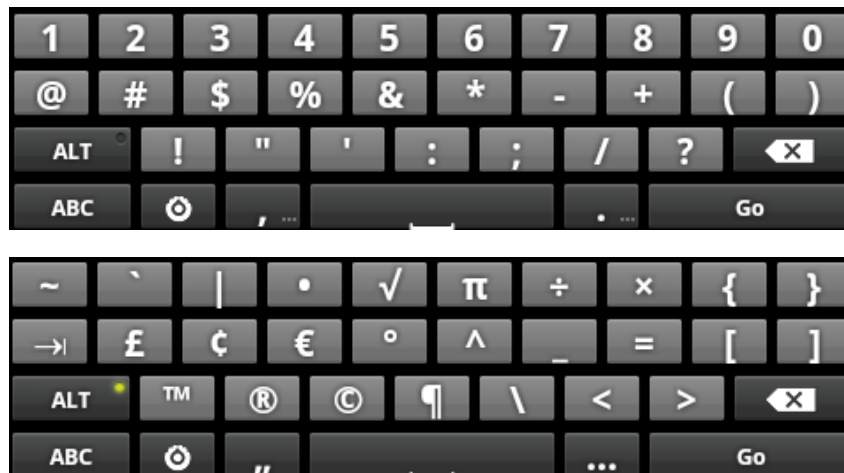 1 2 3 4 5 6 7 8 9 0
@ # $ % & * - + ( )
ALT ! " ' : ; / ?
ABC , ... . ... Go
~ ` | • √ π ÷ × { }
→| £ ¢ € ° ^ _ = [ ]
ALT ™ ® © ¶ \ < >
ABC „ … Go